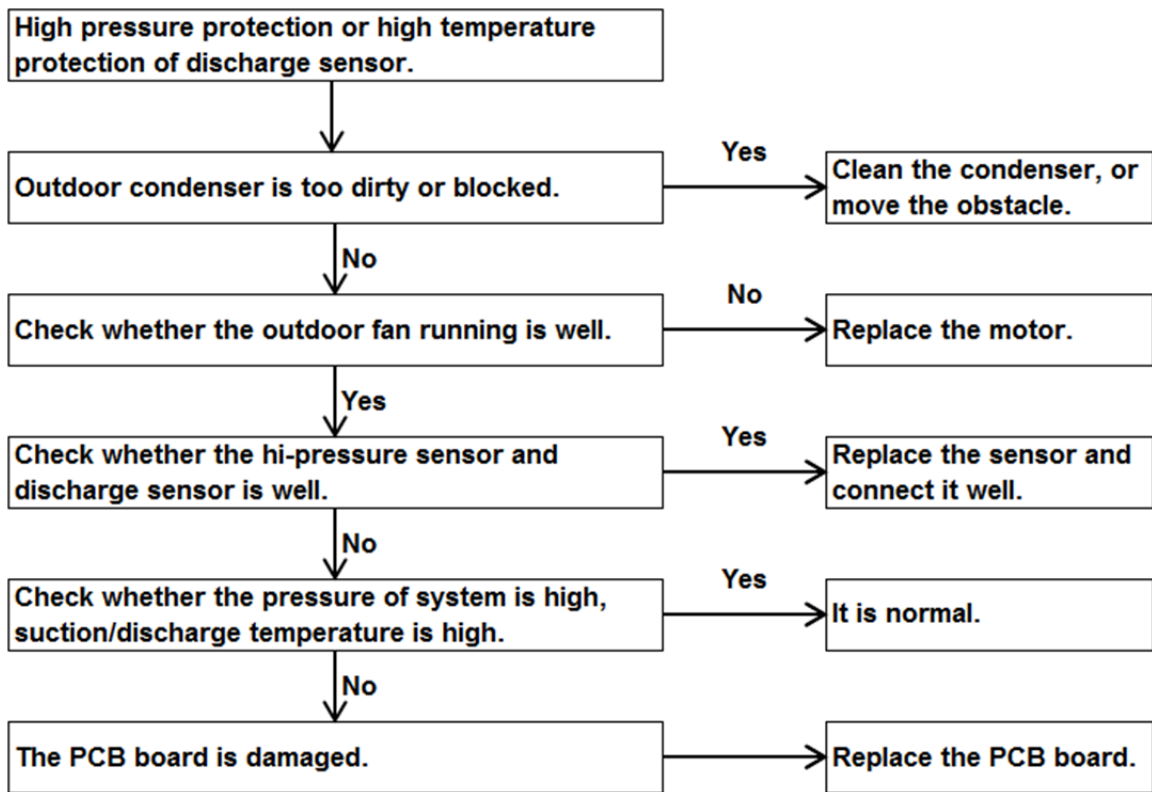 High pressure protection or high temperature
protection of discharge sensor.
Outdoor condenser is too dirty or blocked.
Yes
Clean the condenser, or
move the obstacle.
No
Check whether the outdoor fan running is well.
No
Replace the motor.
Yes
Check whether the hi-pressure sensor and
discharge sensor is well.
Yes
Replace the sensor and
connect it well.
No
Check whether the pressure of system is high,
suction/discharge temperature is high.
Yes
It is normal.
No
The PCB board is damaged.
Replace the PCB board.